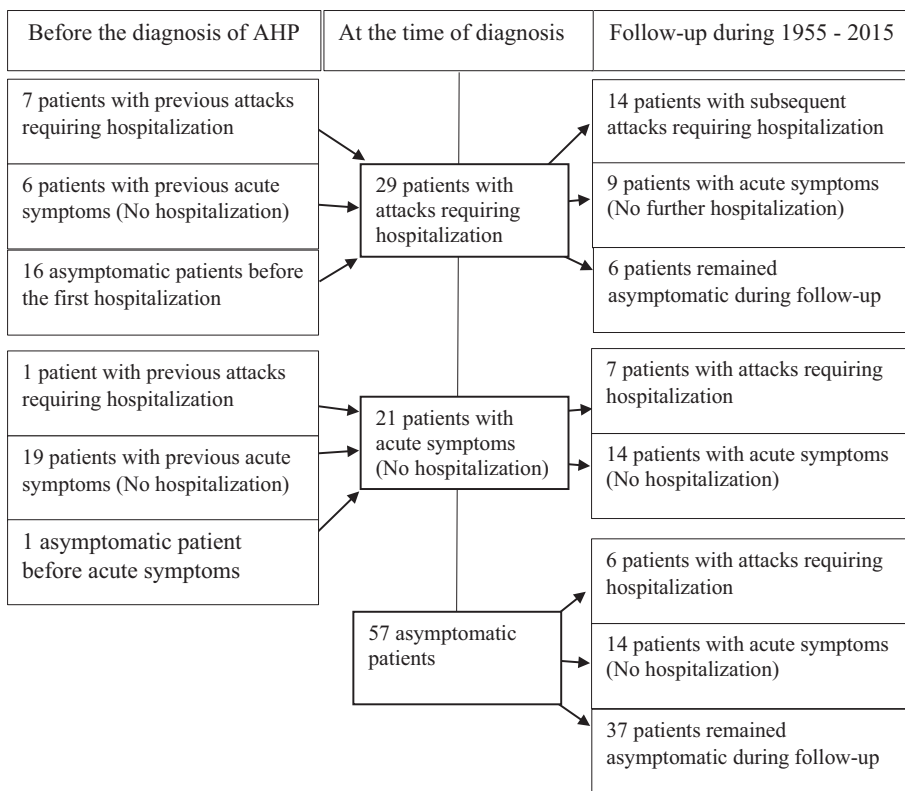 Before the diagnosis of AHP
At the time of diagnosis
Follow-up during 1955 - 2015
7 patients with previous attacks
requiring hospitalization
6 patients with previous acute
symptoms (No hospitalization)
16 asymptomatic patients before
the first hospitalization
29 patients with
attacks requiring
hospitalization
14 patients with subsequent
attacks requiring hospitalization
9 patients with acute symptoms
(No further hospitalization)
6 patients remained
asymptomatic during follow-up
1 patient with previous attacks
requiring hospitalization
19 patients with previous acute
symptoms (No hospitalization)
1 asymptomatic patient
before acute symptoms
21 patients with
acute symptoms
(No hospitalization)
7 patients with attacks requiring
hospitalization
14 patients with acute symptoms
(No hospitalization)
57 asymptomatic
patients
6 patients with attacks requiring
hospitalization
14 patients with acute symptoms
(No hospitalization)
37 patients remained
asymptomatic during follow-up